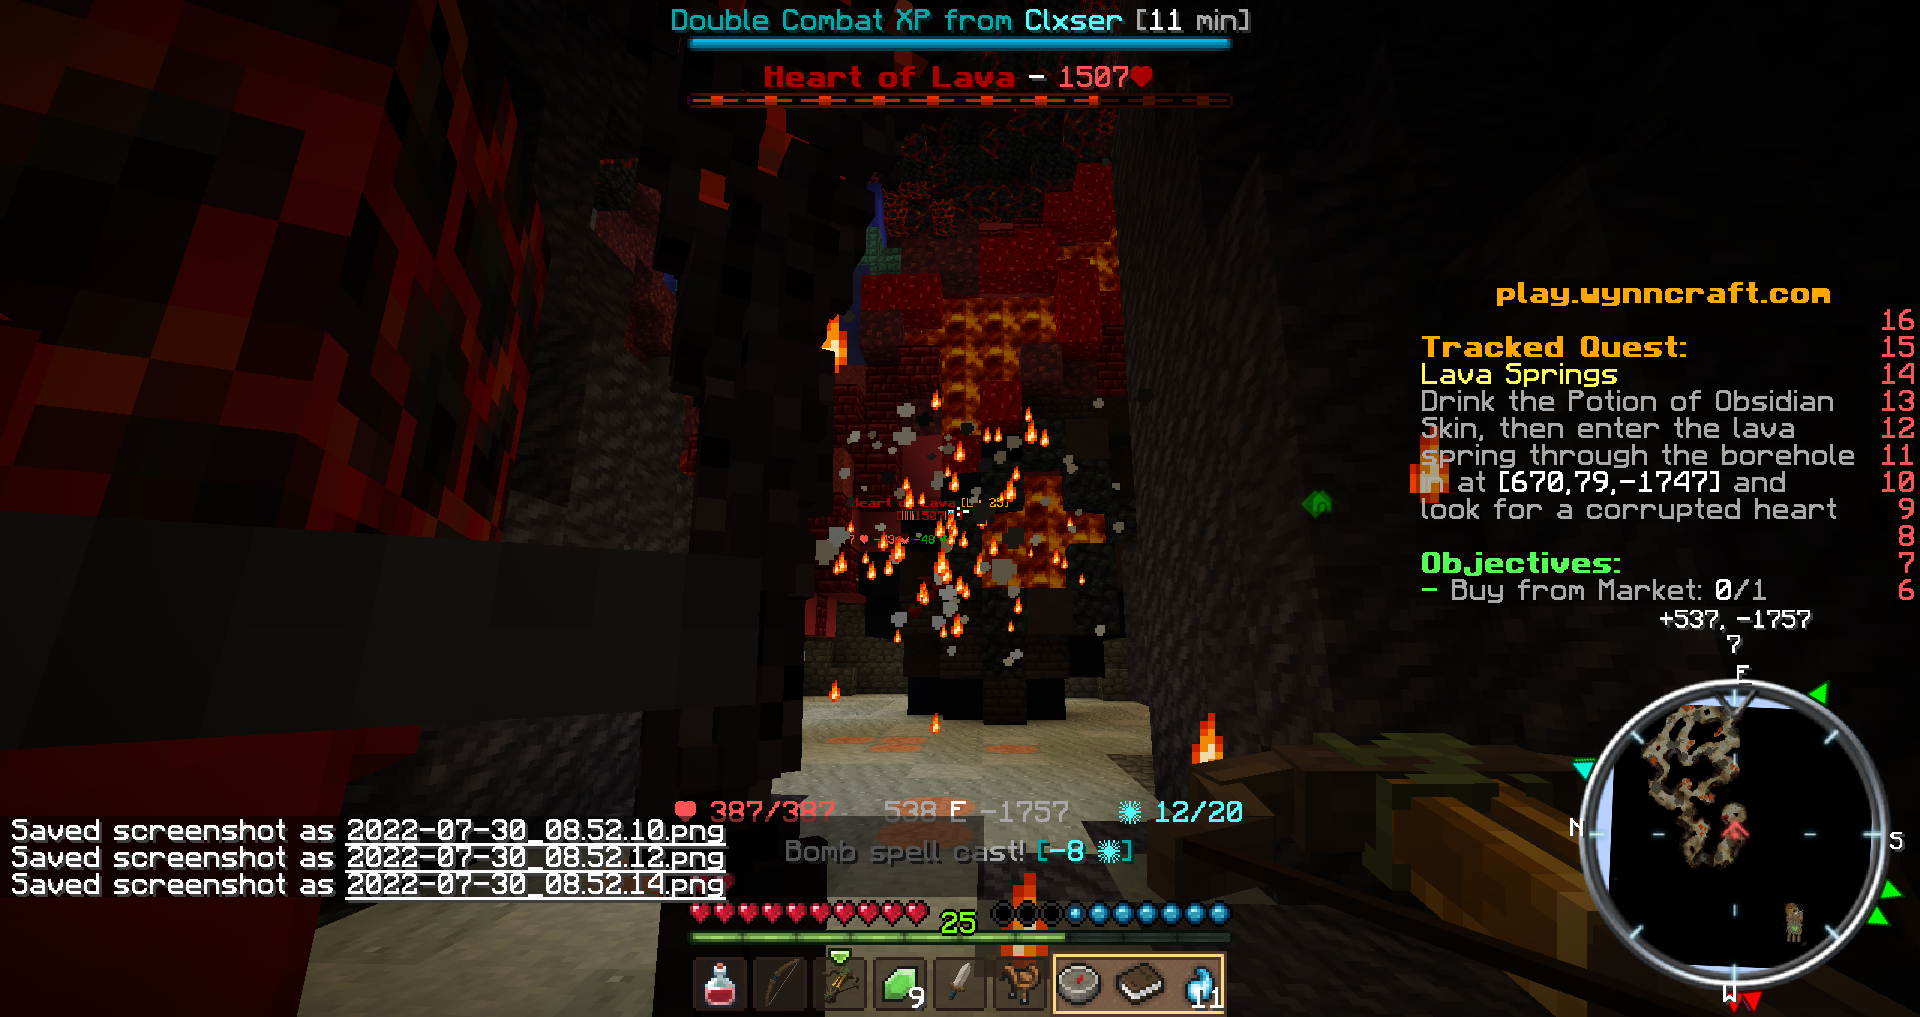 Double Combat XP from Clxser [11 min]
Heart of Lava - 1507
play.wynncraft.com
16
Tracked Quest: 15
Lava Springs 14
Drink the Potion of Obsidian 13
Skin, then enter the lava 12
spring through the borehole 11
at [670,79,-1747] and 10
look for a corrupted heart 9
8
Objectives: 7
- Buy from Market: 0/1 6
Heart of Lava
1507
+537, -1757
7
E
N
S
W
387/387 538 E -1757 12/20
Bomb spell cast! [-8 ]
Saved screenshot as 2022-07-30_08.52.10.png
Saved screenshot as 2022-07-30_08.52.12.png
Saved screenshot as 2022-07-30_08.52.14.png
25
9
11